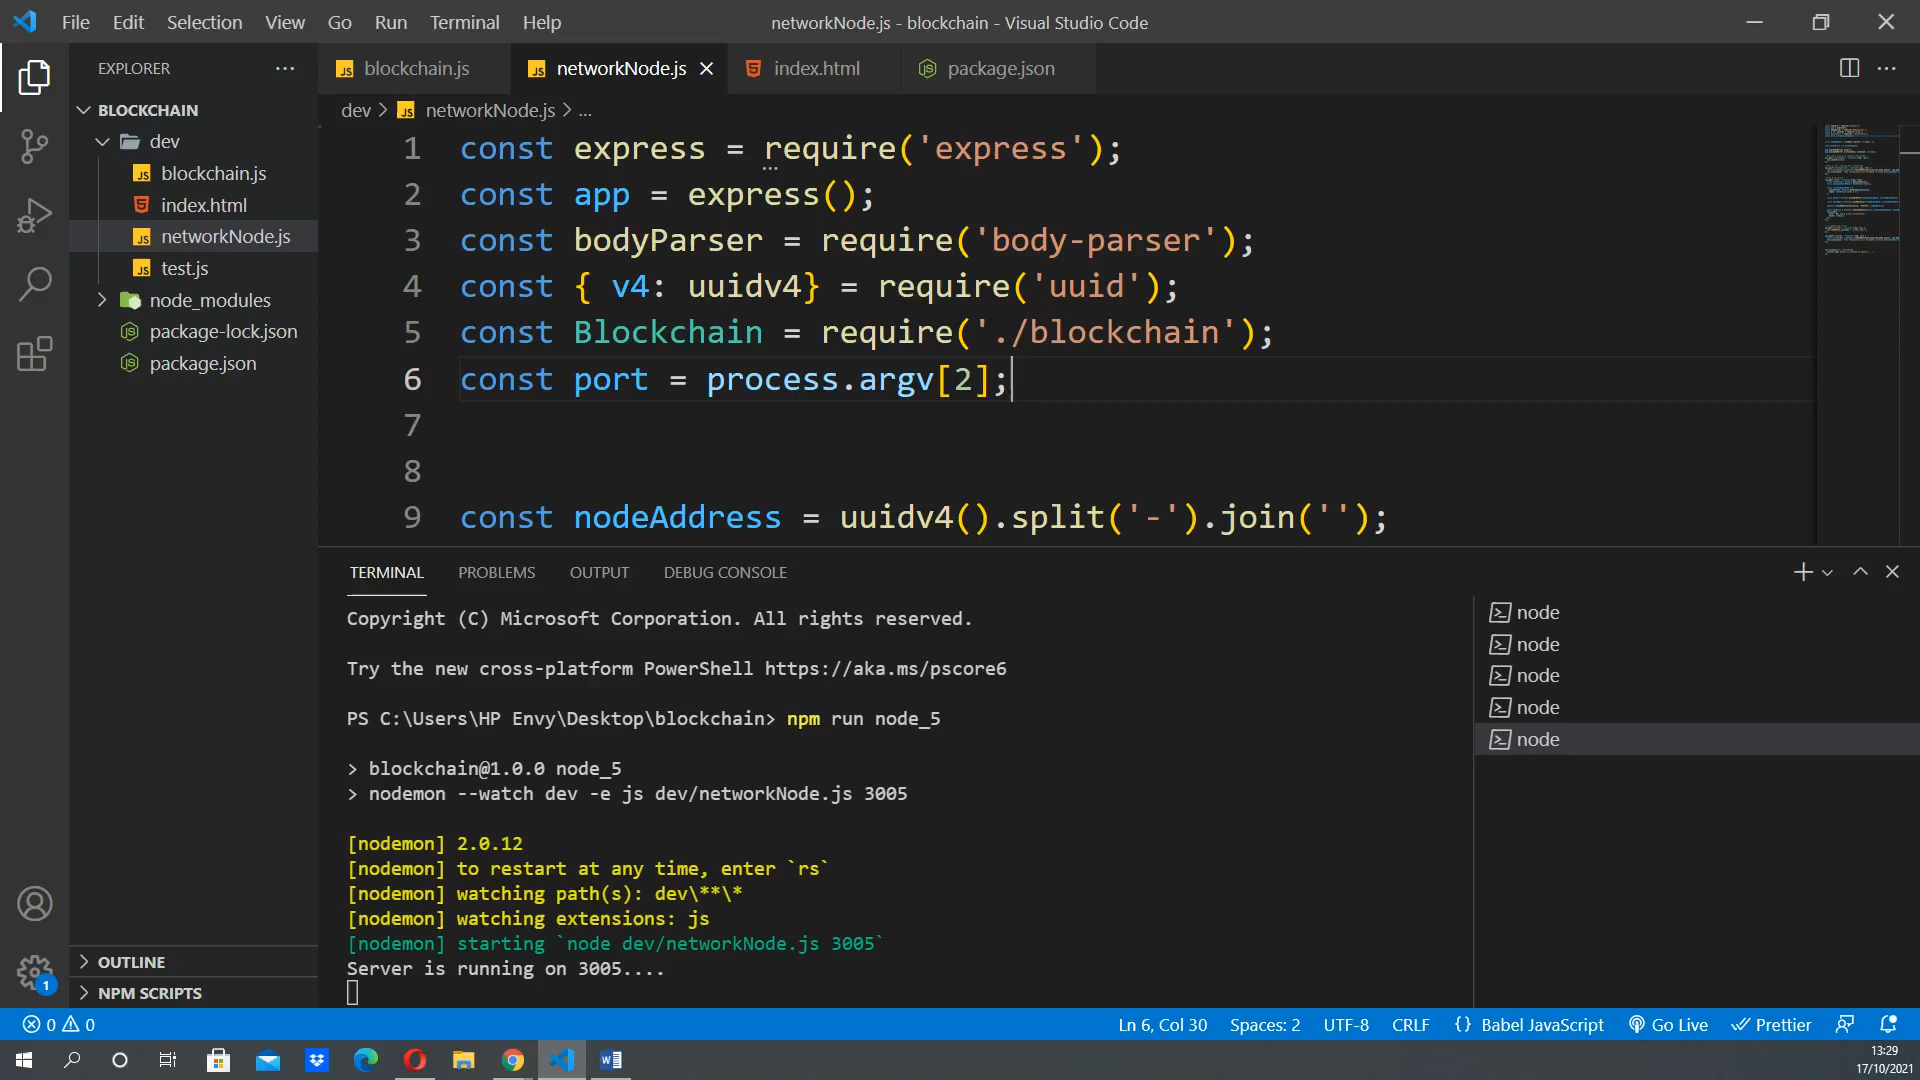 File Edit Selection View Go Run Terminal Help
networkNode.js - blockchain - Visual Studio Code
EXPLORER
BLOCKCHAIN
dev
blockchain.js
index.html
networkNode.js
test.js
node_modules
package-lock.json
package.json
OUTLINE
NPM SCRIPTS
1
blockchain.js
networkNode.js
index.html
package.json
dev > networkNode.js > ...
1 const express = require('express');
2 const app = express();
3 const bodyParser = require('body-parser');
4 const { v4: uuidv4} = require('uuid');
5 const Blockchain = require('./blockchain');
6 const port = process.argv[2];
7
8
9 const nodeAddress = uuidv4().split('-').join('');
TERMINAL PROBLEMS OUTPUT DEBUG CONSOLE
Copyright (C) Microsoft Corporation. All rights reserved.
Try the new cross-platform PowerShell https://aka.ms/pscore6
PS C:\Users\HP Envy\Desktop\blockchain> npm run node_5
> blockchain@1.0.0 node_5
> nodemon --watch dev -e js dev/networkNode.js 3005
[nodemon] 2.0.12
[nodemon] to restart at any time, enter `rs`
[nodemon] watching path(s): dev\**\*
[nodemon] watching extensions: js
[nodemon] starting `node dev/networkNode.js 3005`
Server is running on 3005....
node
node
node
node
node
0 0
Ln 6, Col 30 Spaces: 2 UTF-8 CRLF {} Babel JavaScript Go Live Prettier
13:29
17/10/2021